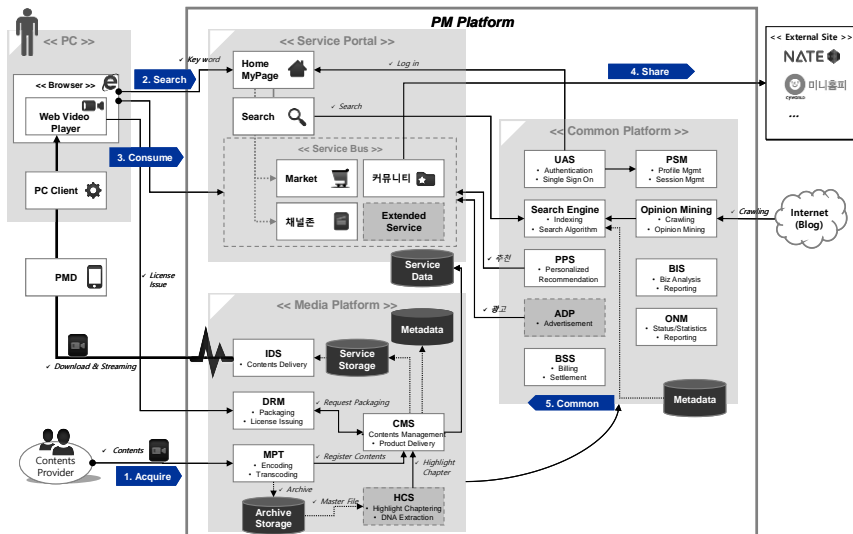 PM Platform
<< PC >>
<< Browser >>
Web Video
Player
PC Client
PMD
✓ Download & Streaming
✓ License
Issue
✓ Key word
2. Search
3. Consume
<< Service Portal >>
Home
MyPage
Search
✓ Log in
✓ Search
<< Service Bus >>
Market
커뮤니티
채널존
Extended
Service
Service
Data
4. Share
<< External Site >>
NATE
CYWORLD
미니홈피
...
<< Common Platform >>
UAS
• Authentication
• Single Sign On
PSM
• Profile Mgmt
• Session Mgmt
Search Engine
• Indexing
• Search Algorithm
Opinion Mining
• Crawling
• Opinion Mining
✓ Crawling
Internet
(Blog)
✓ 추천
PPS
• Personalized
Recommendation
BIS
• Biz Analysis
• Reporting
✓ 광고
ADP
• Advertisement
ONM
• Status/Statistics
• Reporting
BSS
• Billing
• Settlement
Metadata
5. Common
<< Media Platform >>
Metadata
IDS
• Contents Delivery
Service
Storage
DRM
• Packaging
• License Issuing
✓ Request Packaging
CMS
• Contents Management
• Product Delivery
✓ Contents
Contents
Provider
1. Acquire
MPT
• Encoding
• Transcoding
✓ Register Contents
✓ Highlight
Chapter
✓ Archive
✓ Master File
Archive
Storage
HCS
• Highlight Chaptering
• DNA Extraction